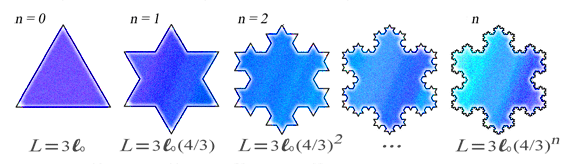 n = 0
n = 1
n = 2
n
L = 3ℓ₀
L = 3ℓ₀(4/3)
L = 3ℓ₀(4/3)²
...
L = 3ℓ₀(4/3)ⁿ